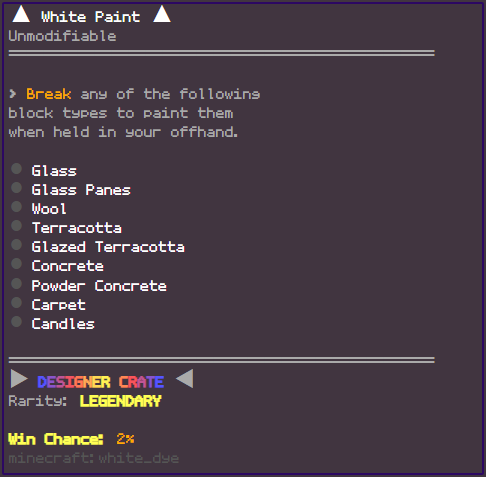 ▲ White Paint ▲
Unmodifiable
> Break any of the following
block types to paint them
when held in your offhand.
● Glass
● Glass Panes
● Wool
● Terracotta
● Glazed Terracotta
● Concrete
● Powder Concrete
● Carpet
● Candles
▶ DESIGNER CRATE ◀
Rarity: LEGENDARY
Win Chance: 2%
minecraft:white_dye